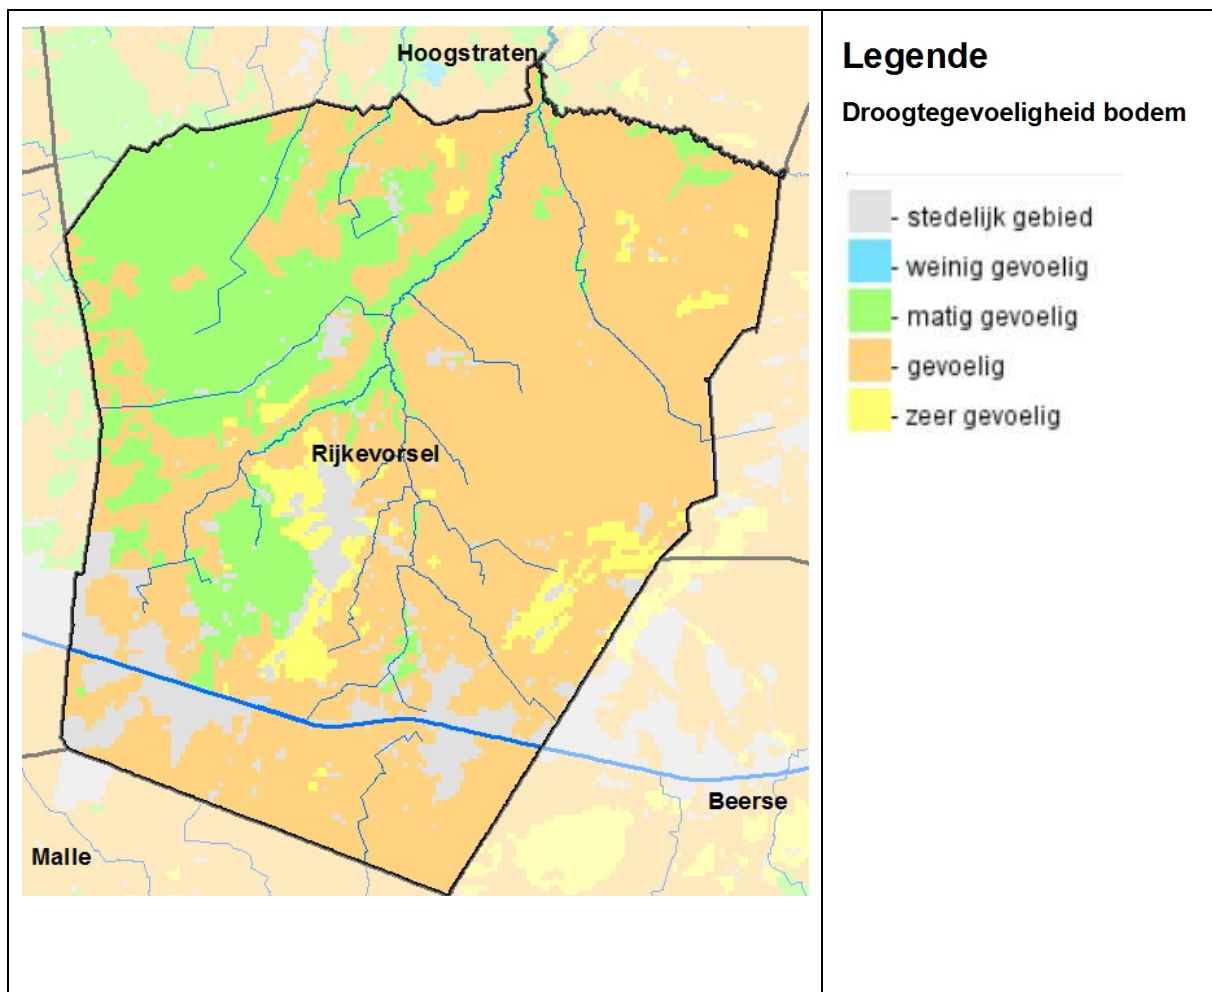 Hoogstraten
Rijkevorsel
Beerse
Malle
Legende
Droogtegevoeligheid bodem
- stedelijk gebied
- weinig gevoelig
- matig gevoelig
- gevoelig
- zeer gevoelig